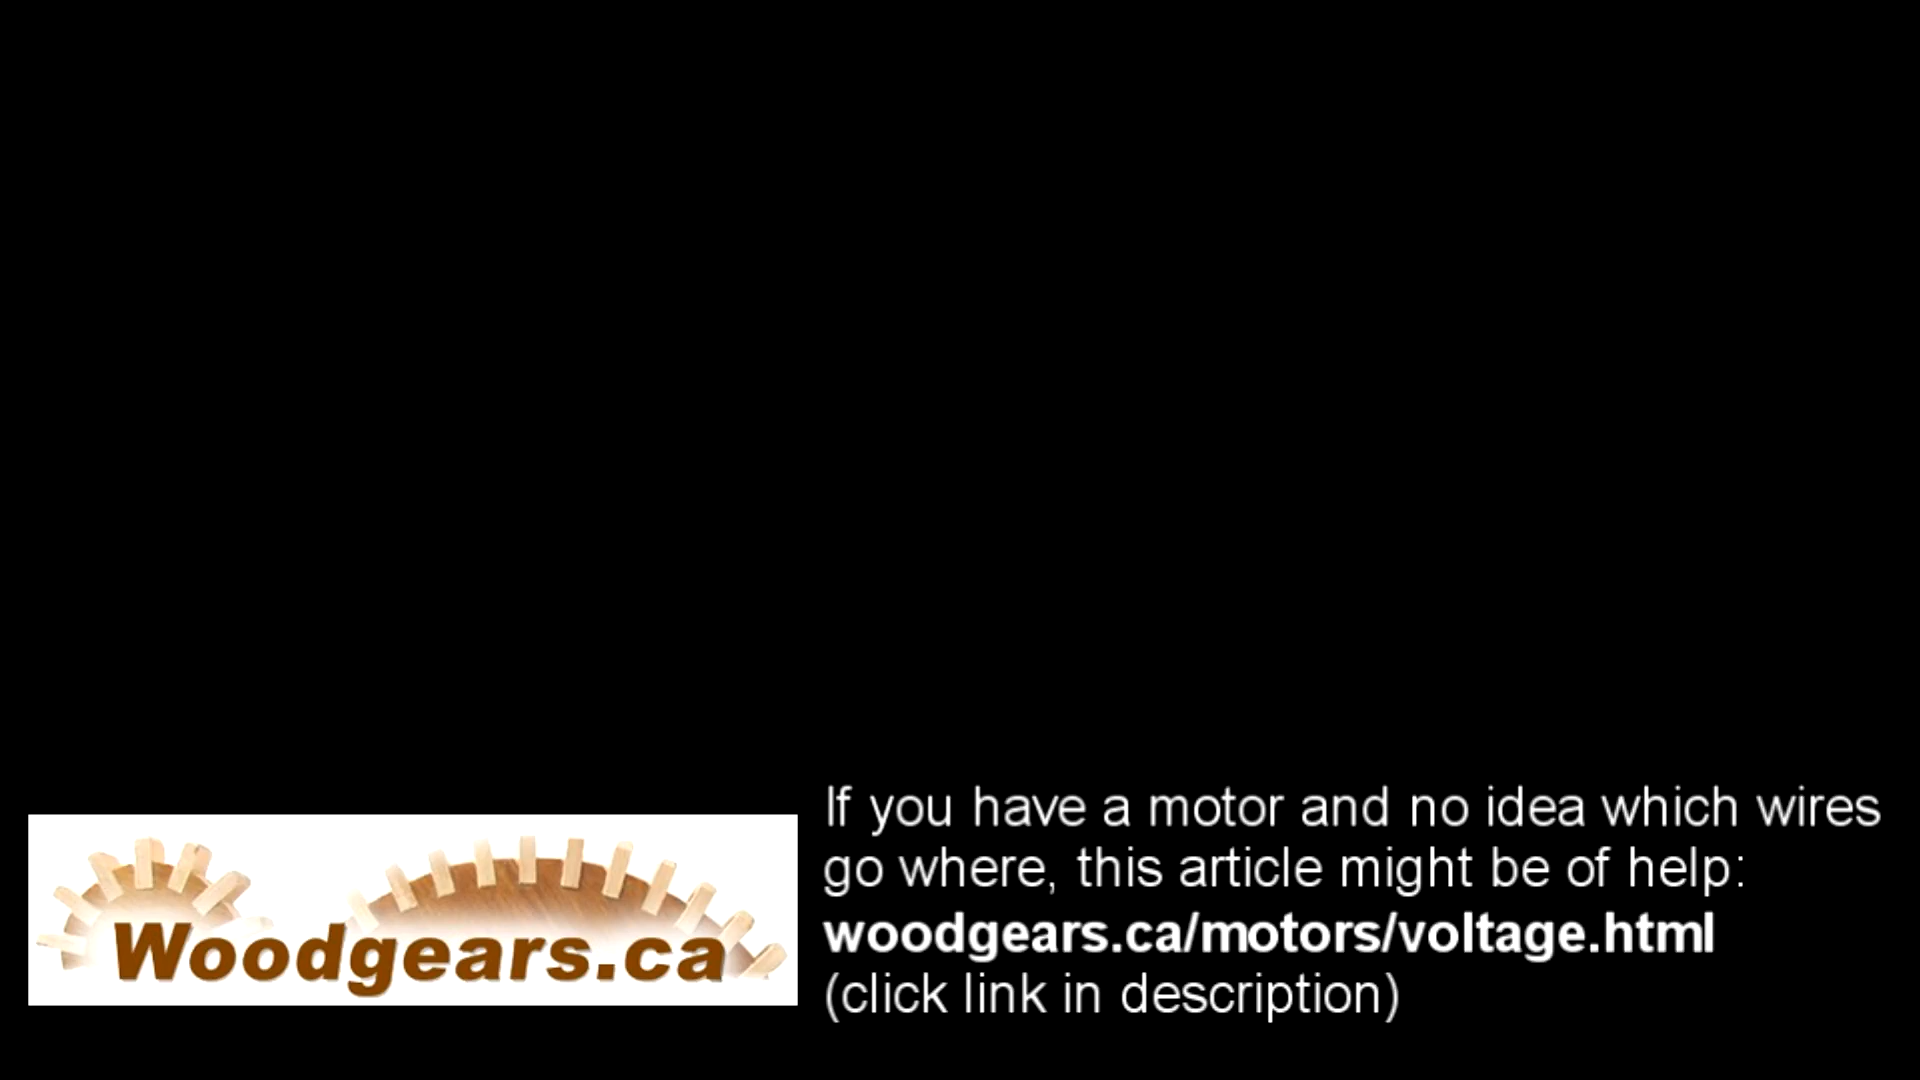 Woodgears.ca
If you have a motor and no idea which wires
go where, this article might be of help:
woodgears.ca/motors/voltage.html
(click link in description)